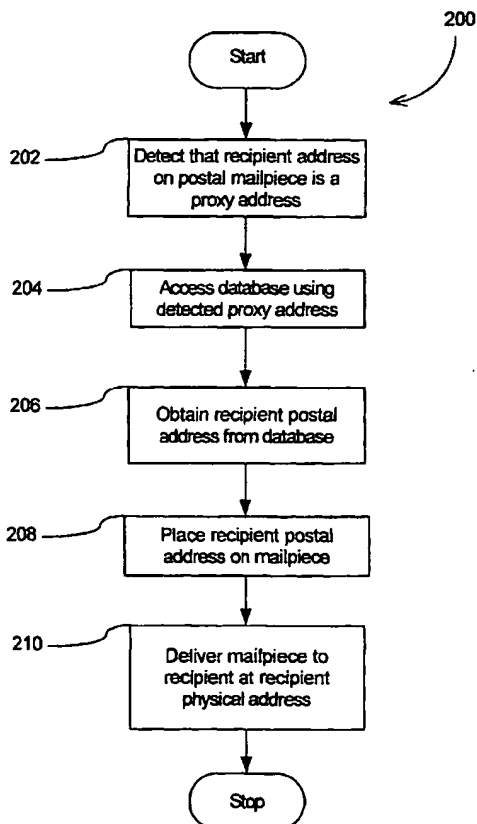 200
Start
202
Detect that recipient address
on postal mailpiece is a
proxy address
204
Access database using
detected proxy address
206
Obtain recipient postal
address from database
208
Place recipient postal
address on mailpiece
210
Deliver mailpiece to
recipient at recipient
physical address
Stop